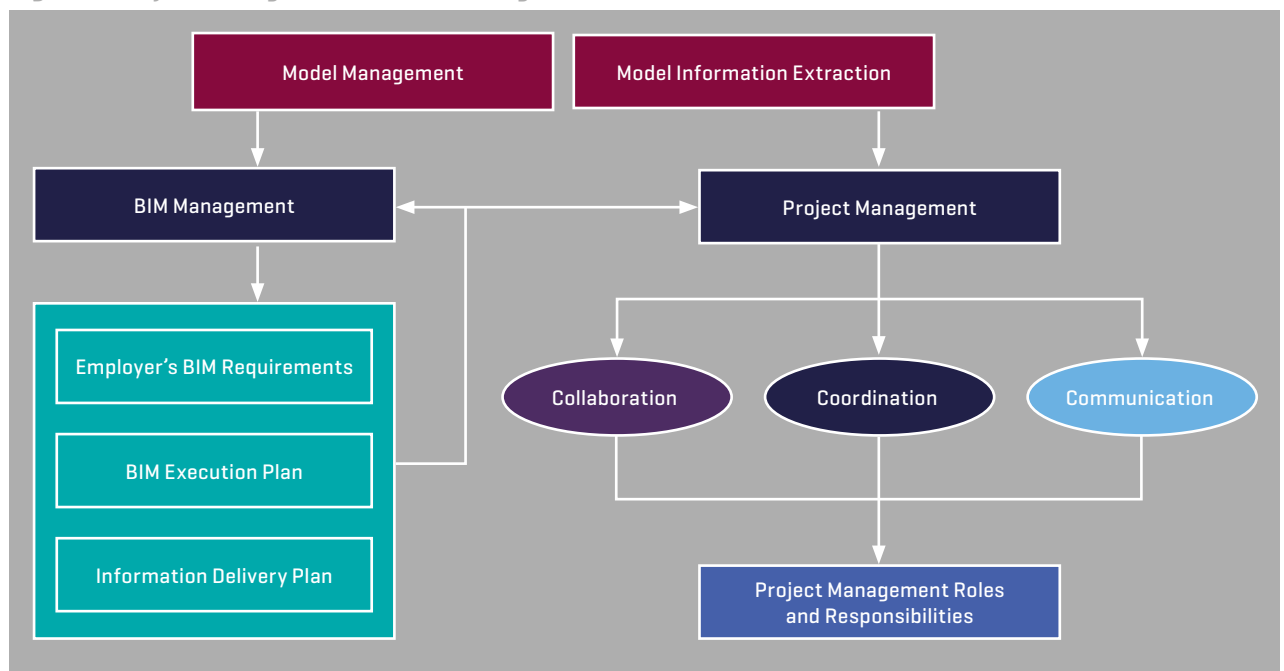 Model Management
Model Information Extraction
BIM Management
Project Management
Employer's BIM Requirements
BIM Execution Plan
Information Delivery Plan
Collaboration
Coordination
Communication
Project Management Roles
and Responsibilities